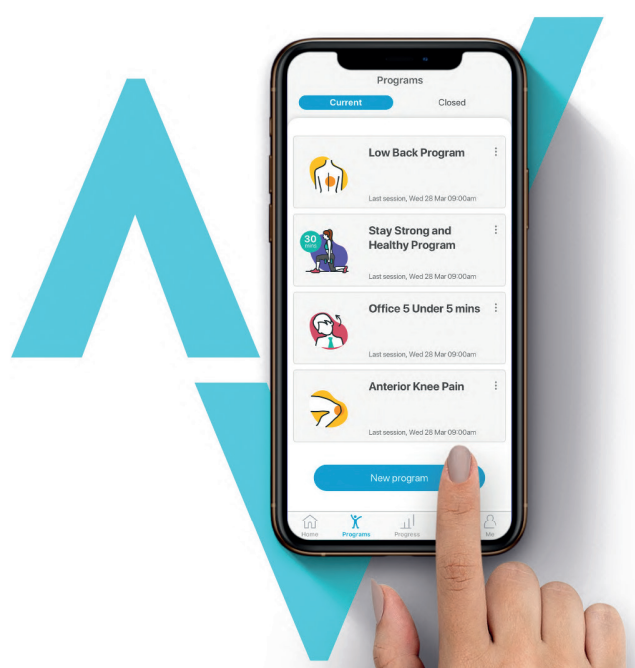 Programs
Current
Closed
Low Back Program
Last session, Wed 28 Mar 09:00am
30
mins
Stay Strong and
Healthy Program
Last session, Wed 28 Mar 09:00am
Office 5 Under 5 mins
Last session, Wed 28 Mar 09:00am
Anterior Knee Pain
Last session, Wed 28 Mar 09:00am
New program
Home
Programs
Progress
Me